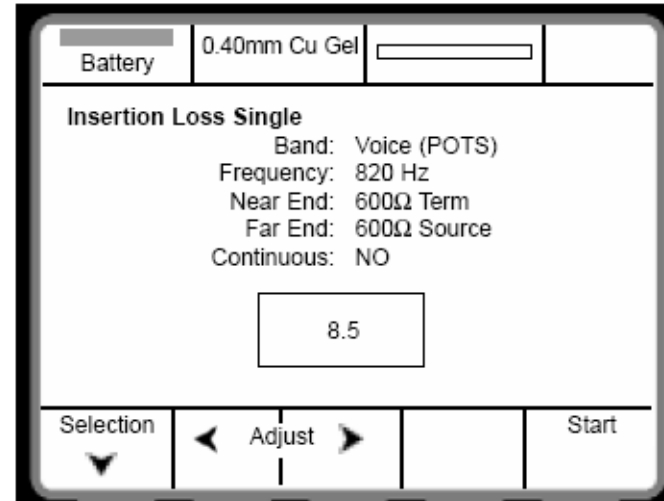 Battery
0.40mm Cu Gel
Insertion Loss Single
Band: Voice (POTS)
Frequency: 820 Hz
Near End: 600Ω Term
Far End: 600Ω Source
Continuous: NO
8.5
Selection
Adjust
Start